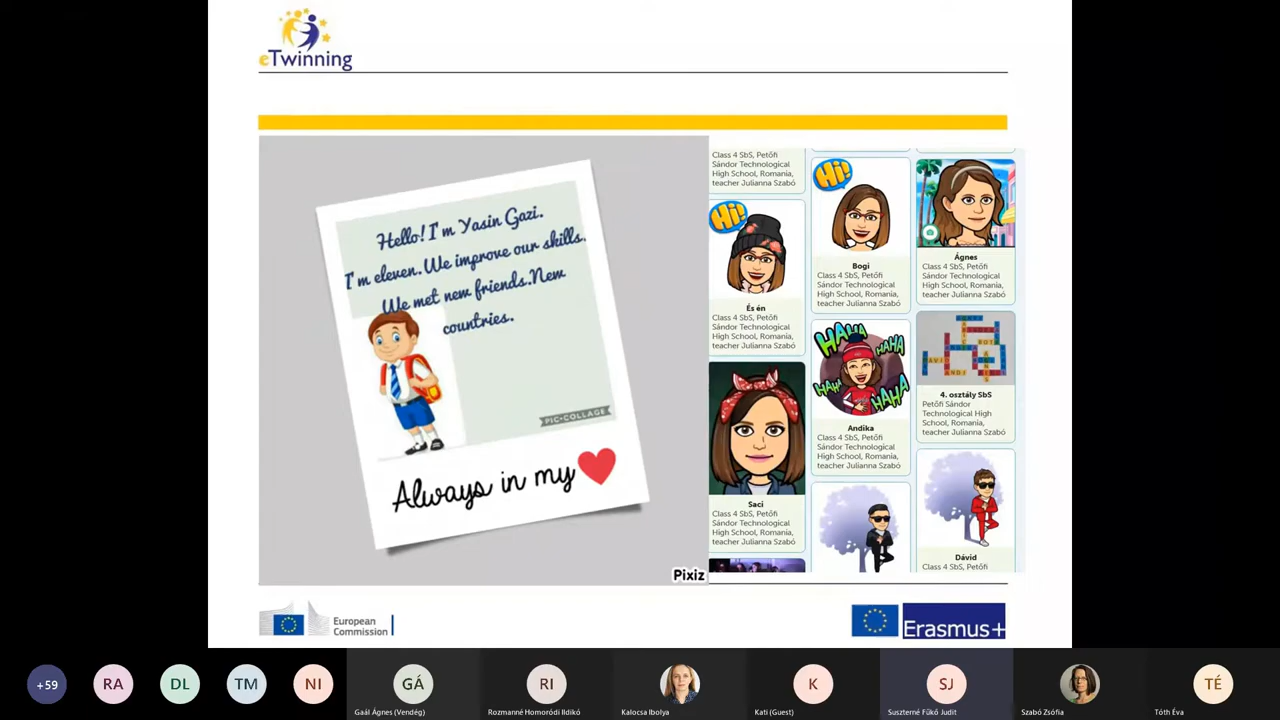 eTwinning
Hello! I'm Yasin Gazi.
I'm eleven. We improve our skills.
We met new friends. New
countries.
PIC-COLLAGE
Always in my
Pixiz
Class 4 SbS, Petőfi
Sándor Technological
High School, Romania,
teacher Julianna Szabó
Hi!
És én
Class 4 SbS, Petőfi
Sándor Technological
High School, Romania,
teacher Julianna Szabó
Saci
Class 4 SbS, Petőfi
Sándor Technological
High School, Romania,
teacher Julianna Szabó
Hi!
Bogi
Class 4 SbS, Petőfi
Sándor Technological
High School, Romania,
teacher Julianna Szabó
HAHA
HAHA
HAH
HAHA
Andika
Class 4 SbS, Petőfi
Sándor Technological
High School, Romania,
teacher Julianna Szabó
Ágnes
Class 4 SbS, Petőfi
Sándor Technological
High School, Romania,
teacher Julianna Szabó
4. osztály SbS
Petőfi Sándor
Technological High
School, Romania,
teacher Julianna Szabó
Dávid
Class 4 SbS, Petőfi
European
Commission
Erasmus+
+59
RA
DL
TM
NI
GÁ
Gaál Ágnes (Vendég)
RI
Rozmanné Homoródi Ildikó
Kalocsa Ibolya
K
Kati (Guest)
SJ
Suszterné Fűkő Judit
Szabó Zsófia
TÉ
Tóth Éva